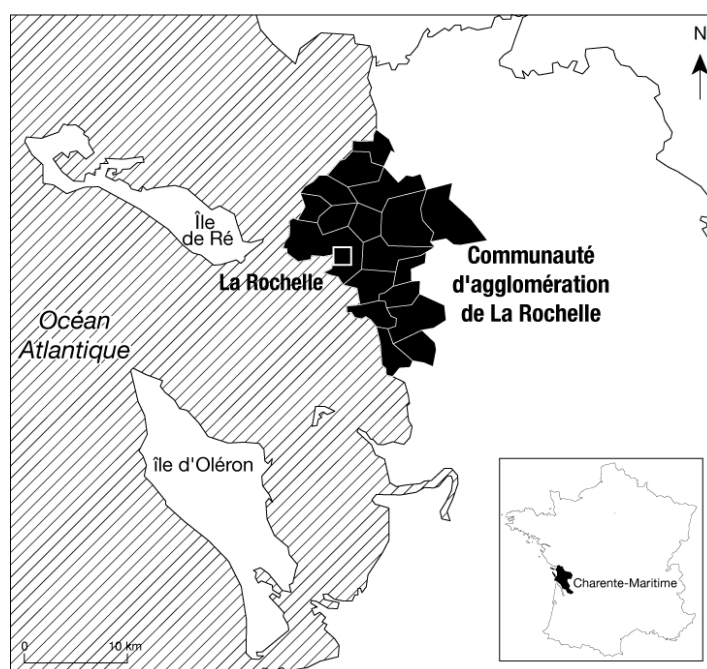 N
Île
de Ré
La Rochelle
Communauté
d'agglomération
de La Rochelle
Océan
Atlantique
île d'Oléron
Charente-Maritime
0 10 km